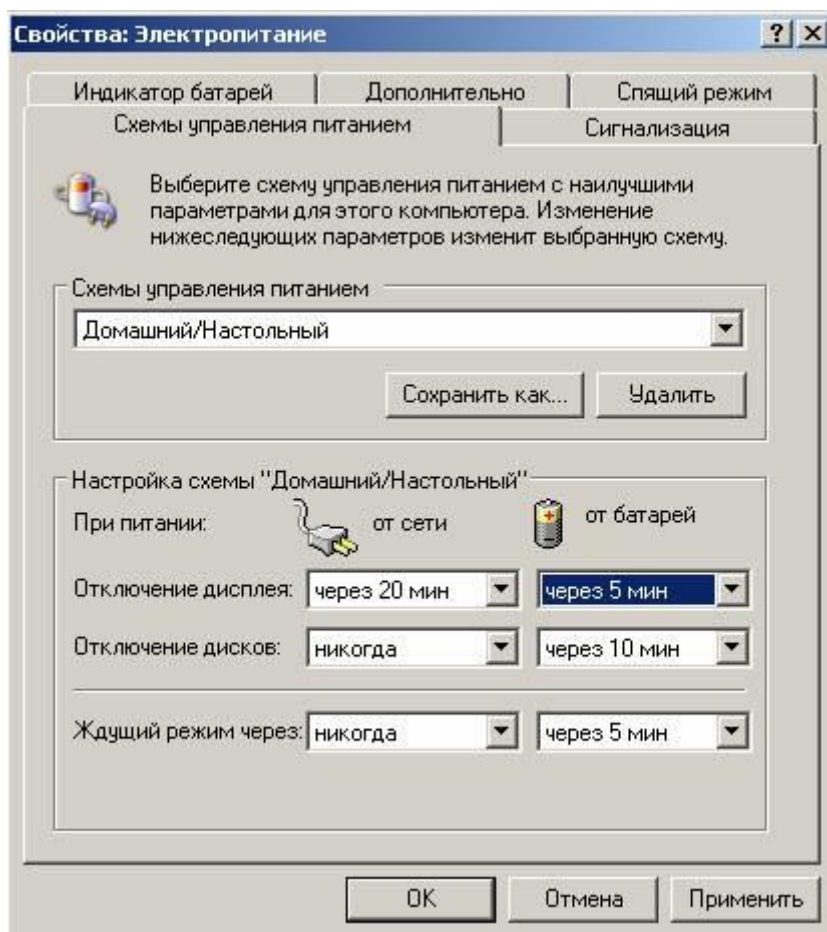 Свойства: Электропитание
Индикатор батарей Дополнительно Спящий режим
Схемы управления питанием Сигнализация
Выберите схему управления питанием с наилучшими
параметрами для этого компьютера. Изменение
нижеследующих параметров изменит выбранную схему.
Схемы управления питанием
Домашний/Настольный
Сохранить как... Удалить
Настройка схемы "Домашний/Настольный"
При питании: от сети от батарей
Отключение дисплея: через 20 мин через 5 мин
Отключение дисков: никогда через 10 мин
Ждущий режим через: никогда через 5 мин
OK Отмена Применить